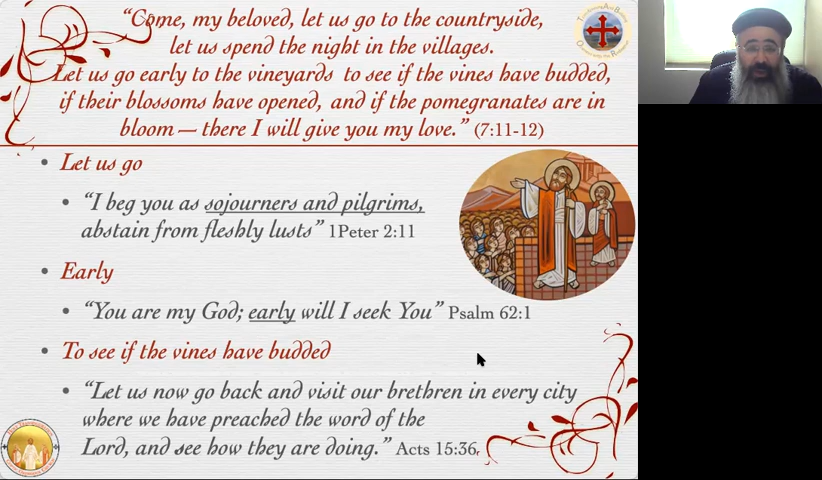 “Come, my beloved, let us go to the countryside,
let us spend the night in the villages.
Let us go early to the vineyards to see if the vines have budded,
if their blossoms have opened, and if the pomegranates are in
bloom — there I will give you my love.” (7:11-12)
• Let us go
• “I beg you as sojourners and pilgrims,
abstain from fleshly lusts” 1Peter 2:11
• Early
• “You are my God; early will I seek You” Psalm 62:1
• To see if the vines have budded
• “Let us now go back and visit our brethren in every city
where we have preached the word of the
Lord, and see how they are doing.” Acts 15:36